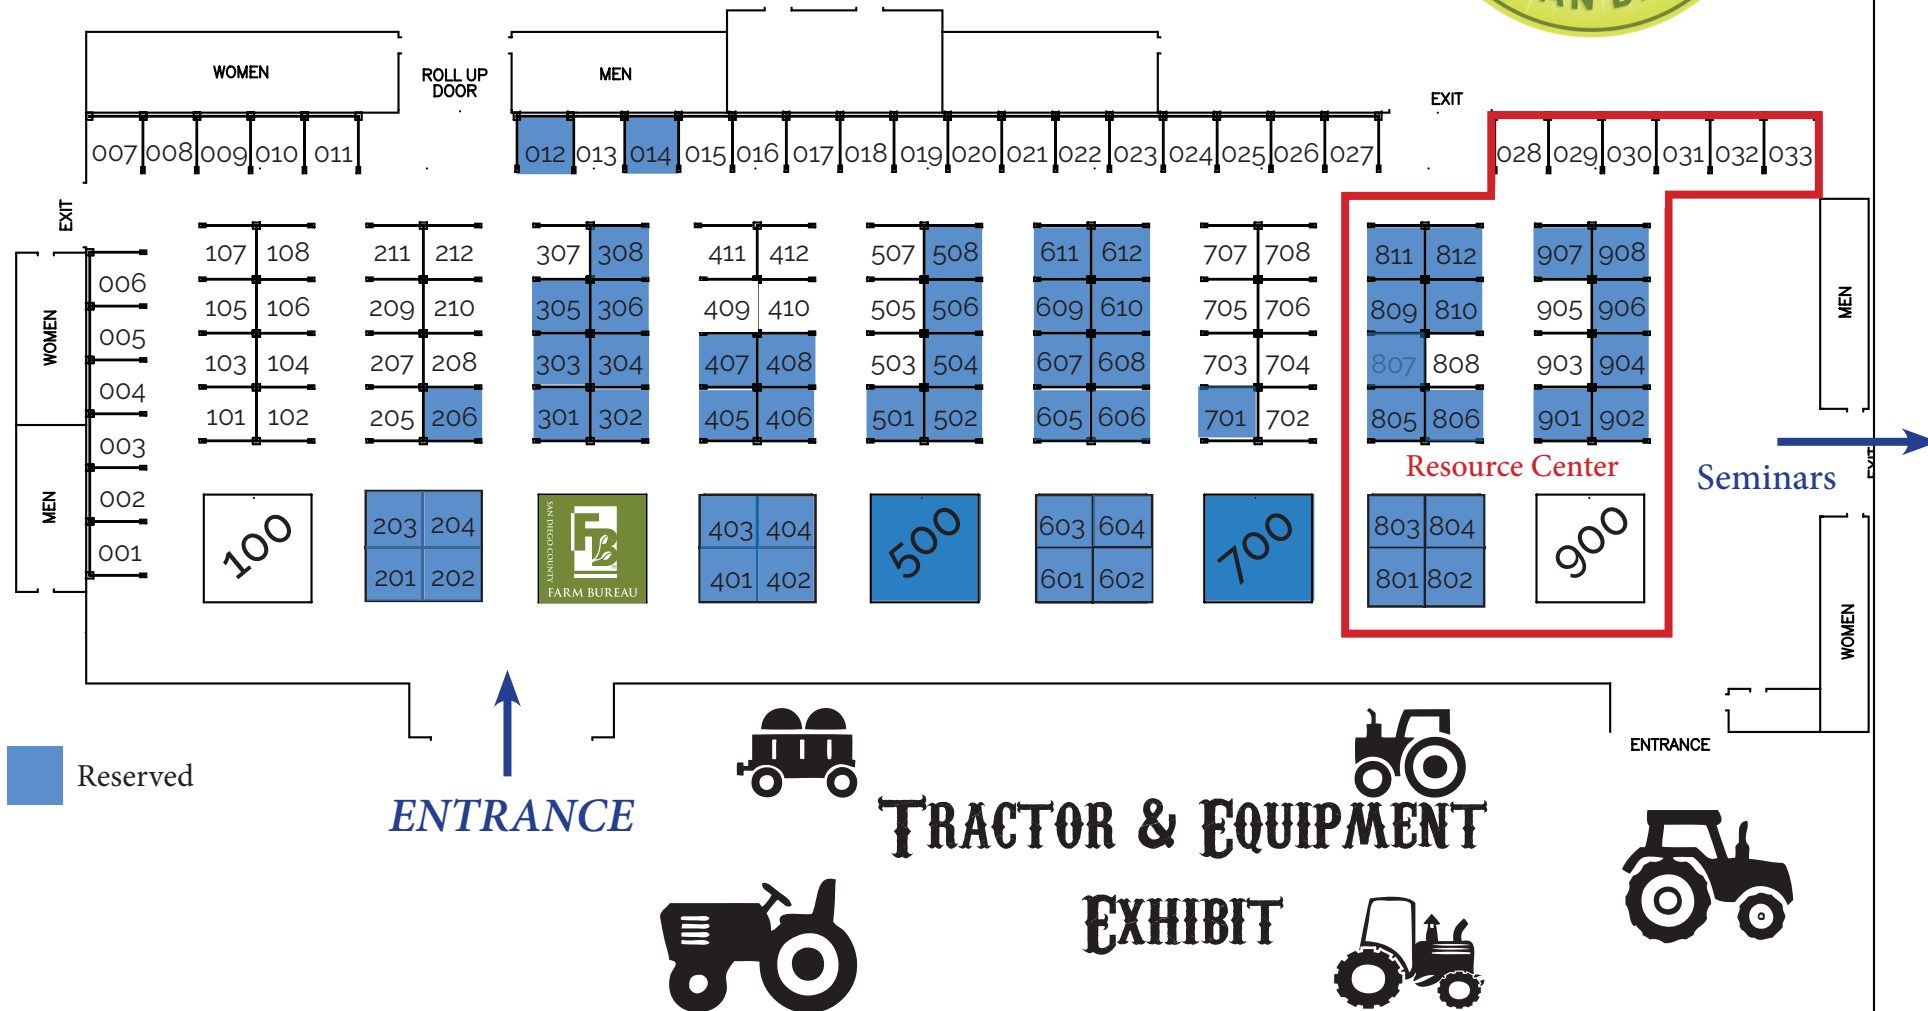 AN D
WOMEN
ROLL UP
DOOR
MEN
EXIT
007 008 009 010 011
012 013 014 015 016 017 018 019 020 021 022 023 024 025 026 027
028 029 030 031 032 033
EXIT
107 108 211 212 307 308 411 412 507 508 611 612 707 708 811 812 907 908
006
105 106 209 210 305 306 409 410 505 506 609 610 705 706 809 810 905 906
005
WOMEN
MEN
103 104 207 208 303 304 407 408 503 504 607 608 703 704 807 808 903 904
004
101 102 205 206 301 302 405 406 501 502 605 606 701 702 805 806 901 902
003
Resource Center
Seminars
EXIT
MEN
002
001
100
203 204
201 202
SAN DIEGO COUNTY
FB
FARM BUREAU
403 404
401 402
500
603 604
601 602
700
803 804
801 802
900
WOMEN
ENTRANCE
Reserved
ENTRANCE
TRACTOR & EQUIPMENT
EXHIBIT